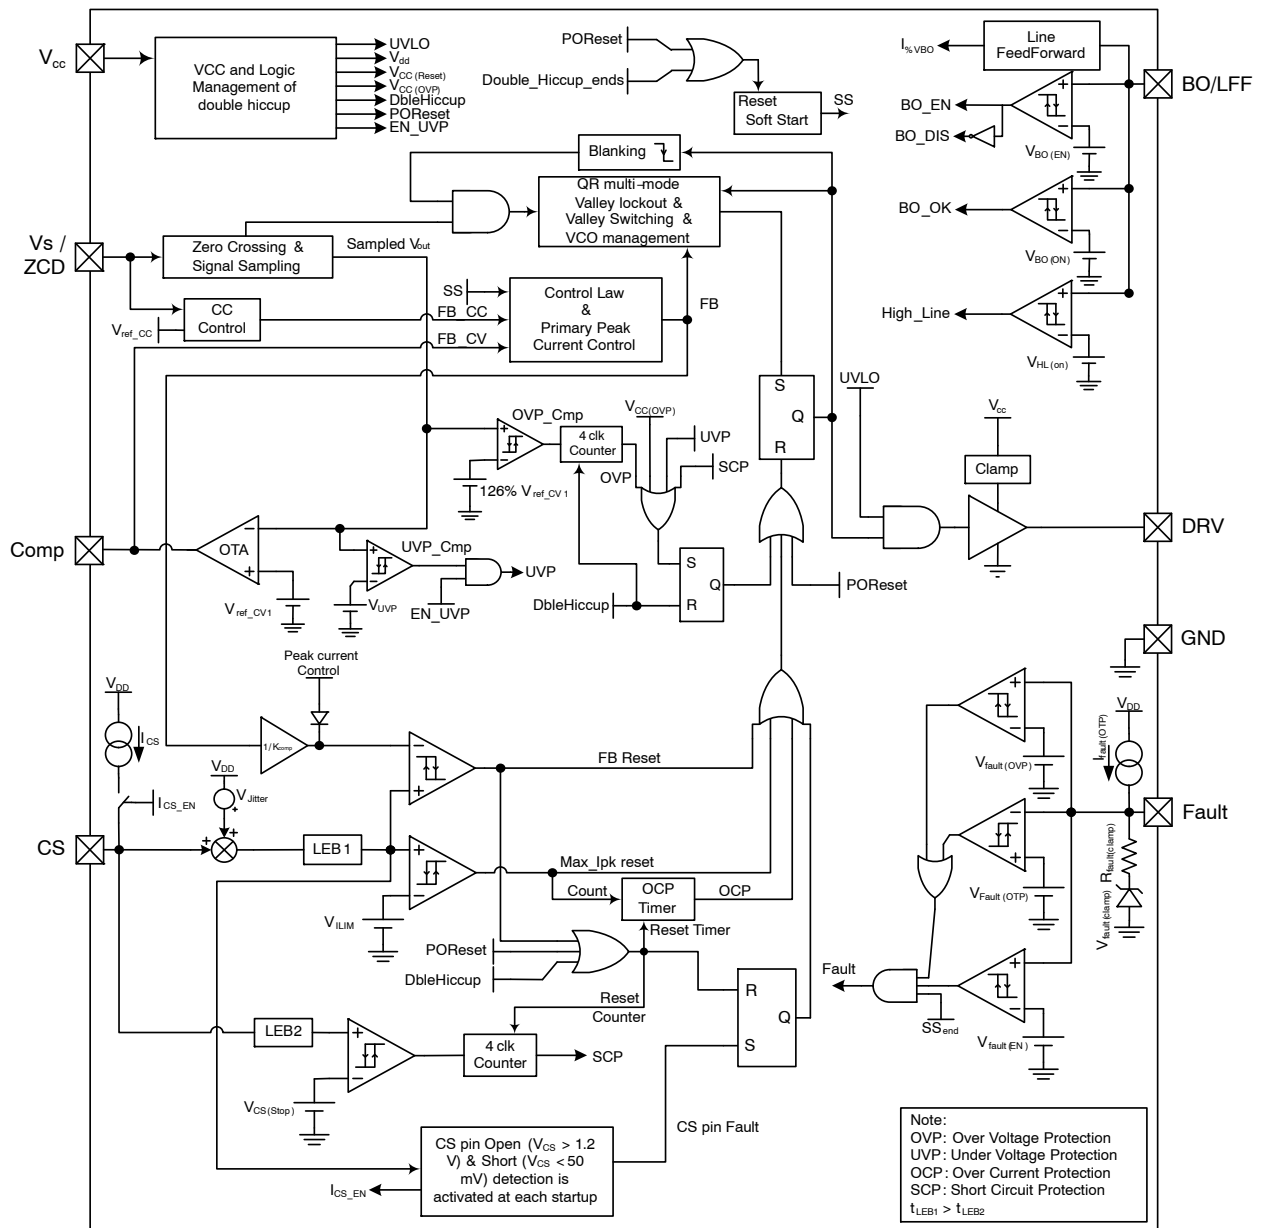 Vcc
VCC and Logic
Management of
double hiccup
UVLO
Vdd
VCC (Reset)
VCC (OVP)
DbleHiccup
POReset
EN_UVP
POReset
Double_Hiccup_ends
Reset
Soft Start
SS
I%VBO
Line
FeedForward
BO/LFF
BO_EN
BO_DIS
+
−
VBO (EN)
BO_OK
+
−
VBO (ON)
High_Line
+
−
VHL (on)
Blanking
QR multi−mode
Valley lockout &
Valley Switching &
VCO management
Vs /
ZCD
Zero Crossing &
Signal Sampling
Sampled Vout
CC
Control
Vref_CC
SS
FB_CC
FB_CV
Control Law
&
Primary Peak
Current Control
FB
S
Q
R
UVLO
Vcc
Clamp
DRV
OVP_Cmp
+
−
4 clk
Counter
126% Vref_CV1
OVP
VCC(OVP)
UVP
SCP
Comp
OTA
−
+
Vref_CV1
UVP_Cmp
+
−
VUVP
EN_UVP
UVP
DbleHiccup
S
Q
R
POReset
GND
Peak current
Control
VDD
ICS
ICS_EN
VDD
VJitter
+
+
+
1/Kcomp
−
+
FB Reset
CS
LEB1
+
−
VILIM
Max_Ipk reset
Count
OCP
Timer
OCP
Reset Timer
POReset
DbleHiccup
Reset
Counter
R
Q
S
LEB2
+
−
VCS(Stop)
4 clk
Counter
SCP
CS pin Fault
CS pin Open (VCS > 1.2
V) & Short (VCS < 50
mV) detection is
activated at each startup
ICS_EN
+
−
Vfault (OVP)
VDD
Ifault(OTP)
Fault
−
+
VFault (OTP)
Rfault(clamp)
Vfault(clamp)
Fault
SSend
+
−
Vfault (EN)
Note:
OVP: Over Voltage Protection
UVP: Under Voltage Protection
OCP: Over Current Protection
SCP: Short Circuit Protection
tLEB1 > tLEB2